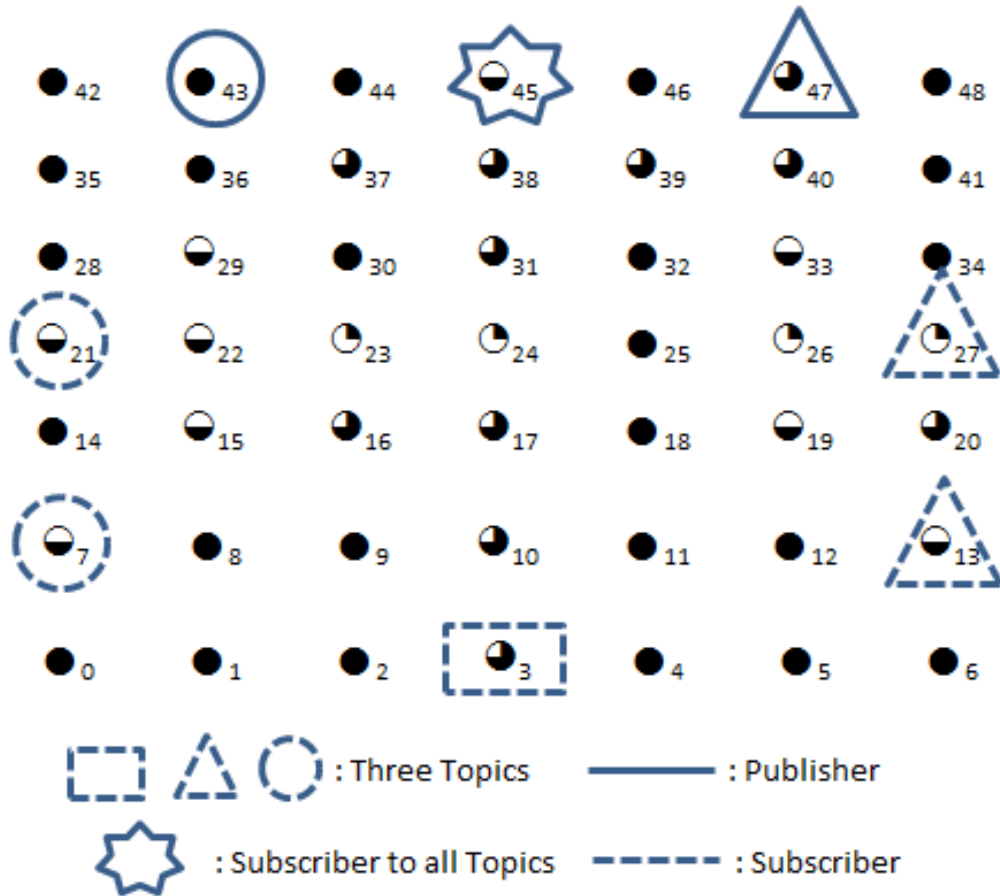 42 43 44 45 46 47 48
35 36 37 38 39 40 41
28 29 30 31 32 33 34
21 22 23 24 25 26 27
14 15 16 17 18 19 20
7 8 9 10 11 12 13
0 1 2 3 4 5 6
: Three Topics : Publisher
: Subscriber to all Topics : Subscriber